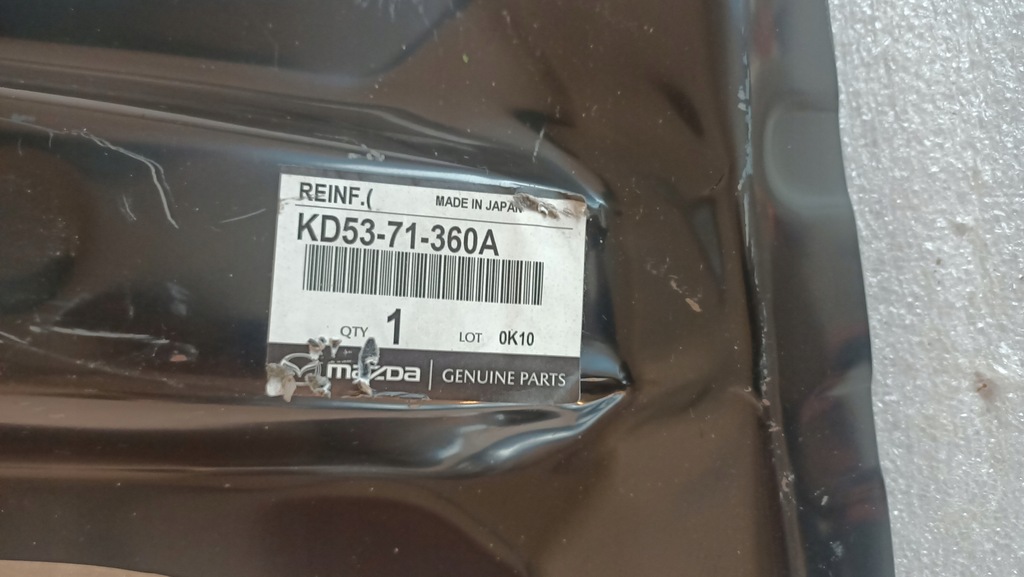 REINF.( MADE IN JAPAN
KD53-71-360A
QTY 1 LOT 0K10
mazda | GENUINE PARTS